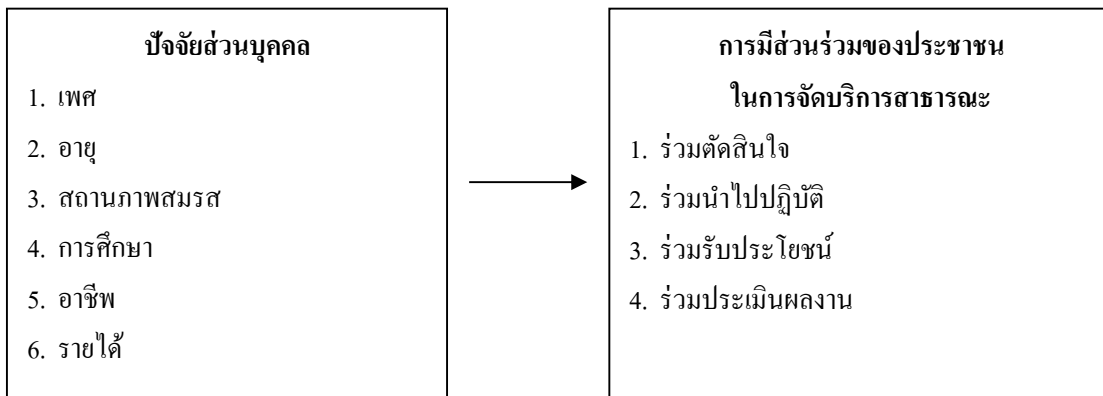 ปัจจัยส่วนบุคคล
1. เพศ
2. อายุ
3. สถานภาพสมรส
4. การศึกษา
5. อาชีพ
6. รายได้
การมีส่วนร่วมของประชาชน
ในการจัดบริการสาธารณะ
1. ร่วมตัดสินใจ
2. ร่วมนำไปปฏิบัติ
3. ร่วมรับประโยชน์
4. ร่วมประเมินผลงาน